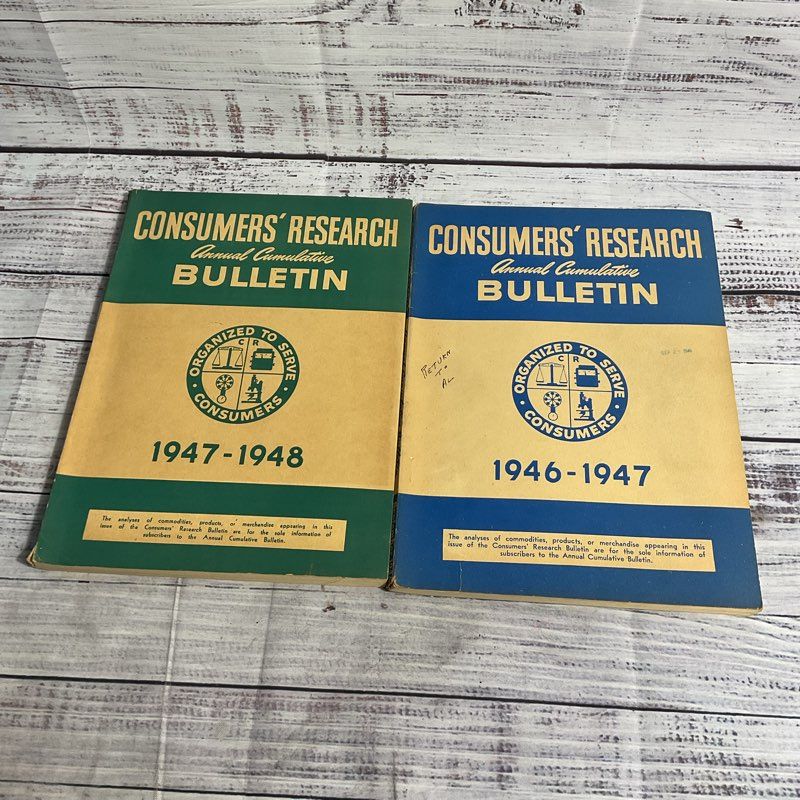 CONSUMERS' RESEARCH
Annual Cumulative
BULLETIN
ORGANIZED TO SERVE
CR
CONSUMERS
1947-1948
The analyses of commodities, products, or merchandise appearing in this
issue of the Consumers' Research Bulletin are for the sole information of
subscribers to the Annual Cumulative Bulletin.
CONSUMERS' RESEARCH
Annual Cumulative
BULLETIN
RETURN
TO
AL
ORGANIZED TO SERVE
CR
CONSUMERS
1946-1947
The analyses of commodities, products, or merchandise appearing in this
issue of the Consumers' Research Bulletin are for the sole information of
subscribers to the Annual Cumulative Bulletin.